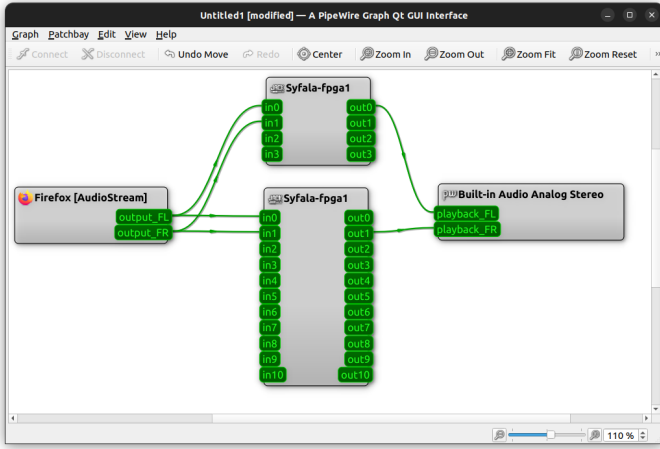 Untitled1 [modified] — A PipeWire Graph Qt GUI Interface
Graph Patchbay Edit View Help
Connect Disconnect Undo Move Redo Center Zoom In Zoom Out Zoom Fit Zoom Reset »
Syfala-fpga1
in0 out0
in1 out1
in2 out2
in3 out3
Firefox [AudioStream]
output_FL
output_FR
Syfala-fpga1
in0 out0
in1 out1
in2 out2
in3 out3
in4 out4
in5 out5
in6 out6
in7 out7
in8 out8
in9 out9
in10 out10
pw Built-in Audio Analog Stereo
playback_FL
playback_FR
110 %